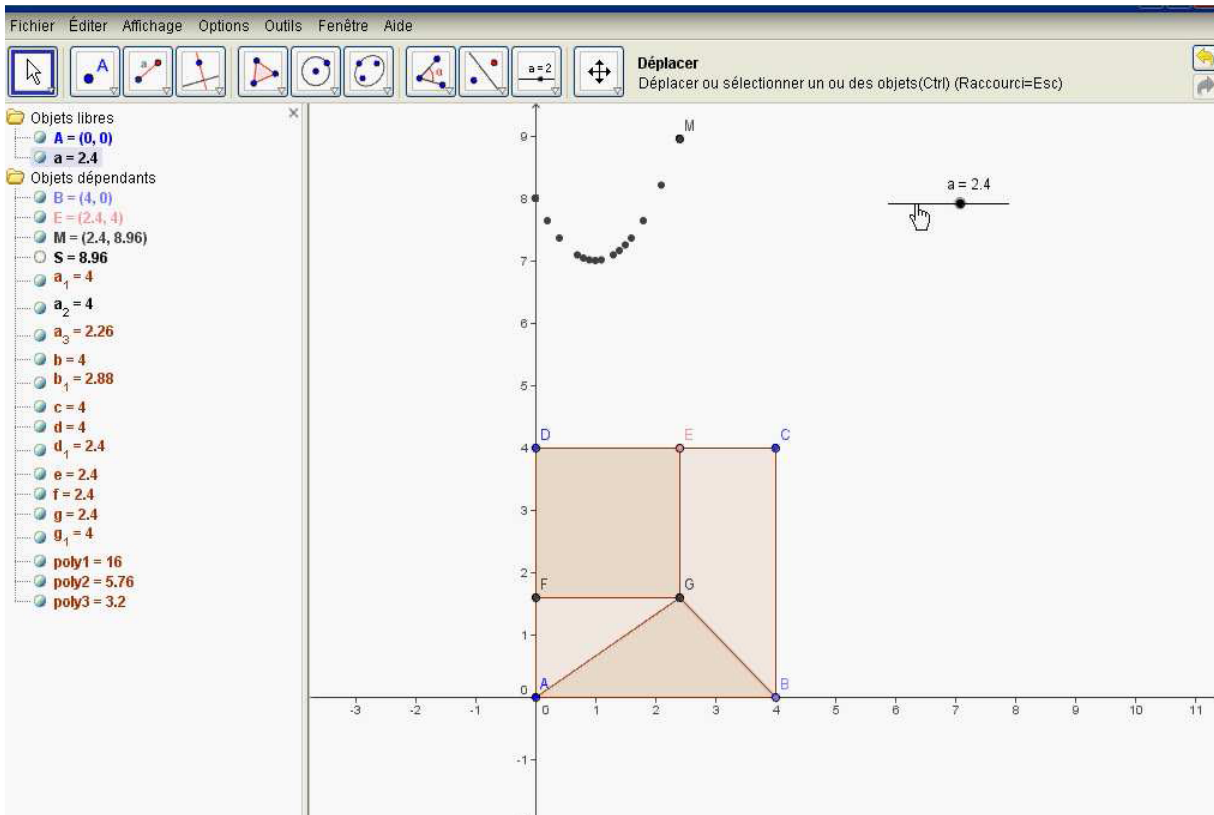 Fichier Éditer Affichage Options Outils Fenêtre Aide
A
a
α
a = 2
Déplacer
Déplacer ou sélectionner un ou des objets(Ctrl) (Raccourci=Esc)
Objets libres
A = (0, 0)
a = 2.4
Objets dépendants
B = (4, 0)
E = (2.4, 4)
M = (2.4, 8.96)
S = 8.96
a₁ = 4
a₂ = 4
a₃ = 2.26
b = 4
b₁ = 2.88
c = 4
d = 4
d₁ = 2.4
e = 2.4
f = 2.4
g = 2.4
g₁ = 4
poly1 = 16
poly2 = 5.76
poly3 = 3.2
M
a = 2.4
9
8
7
6
5
4
3
2
1
0
-1
D E C
F G
A B
-3 -2 -1 0 1 2 3 4 5 6 7 8 9 10 11